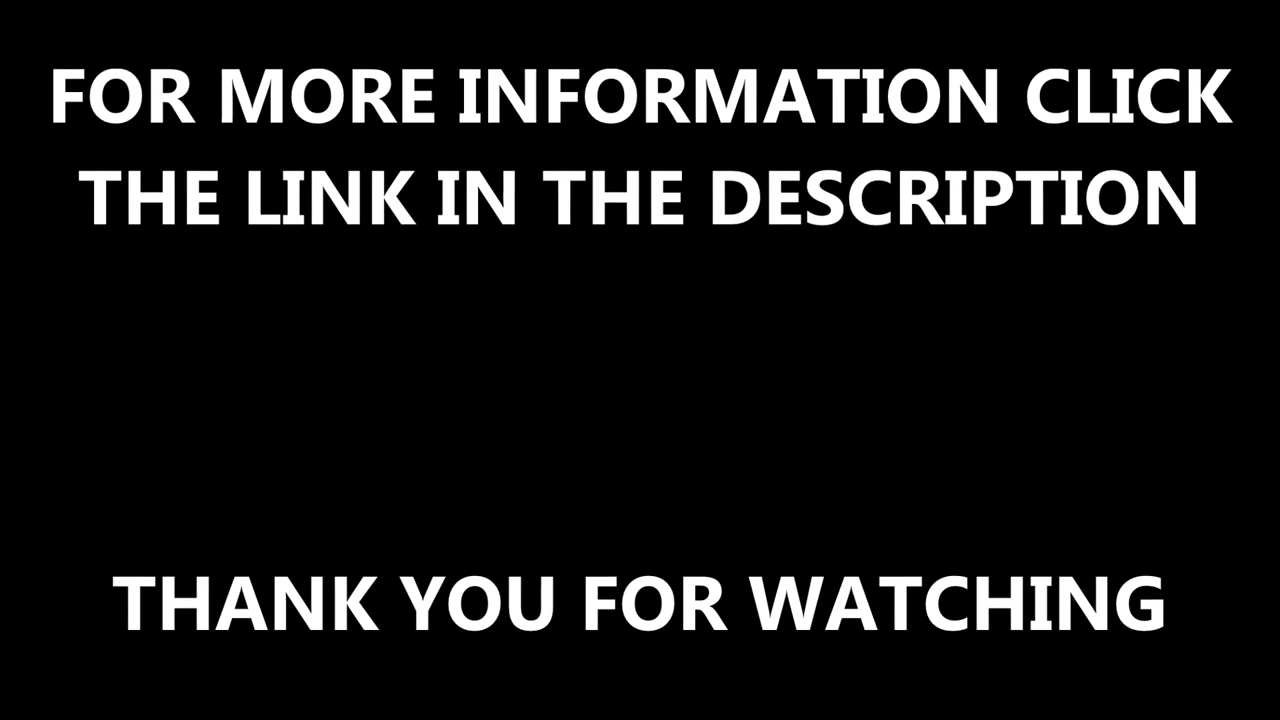 FOR MORE INFORMATION CLICK
THE LINK IN THE DESCRIPTION
THANK YOU FOR WATCHING